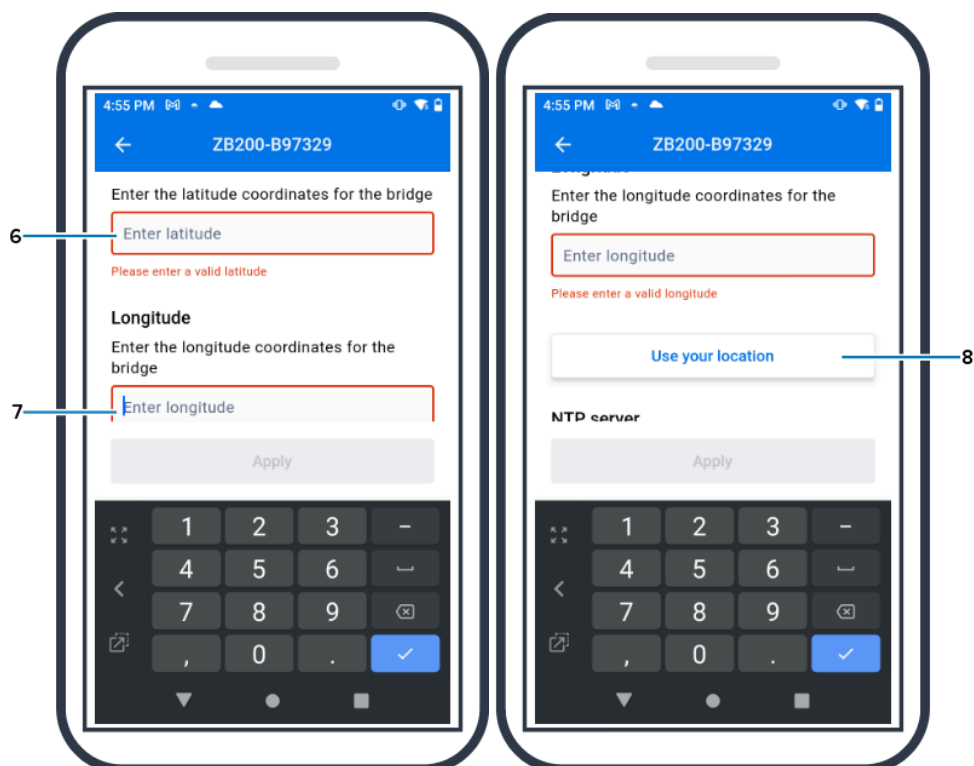 4:55 PM
ZB200-B97329
Enter the latitude coordinates for the bridge
6
Enter latitude
Please enter a valid latitude
Longitude
Enter the longitude coordinates for the
bridge
7
Enter longitude
Apply
1 2 3 –
4 5 6
7 8 9
, 0 .
4:55 PM
ZB200-B97329
Longitude
Enter the longitude coordinates for the
bridge
Enter longitude
Please enter a valid longitude
Use your location
8
NTP server
Apply
1 2 3 –
4 5 6
7 8 9
, 0 .